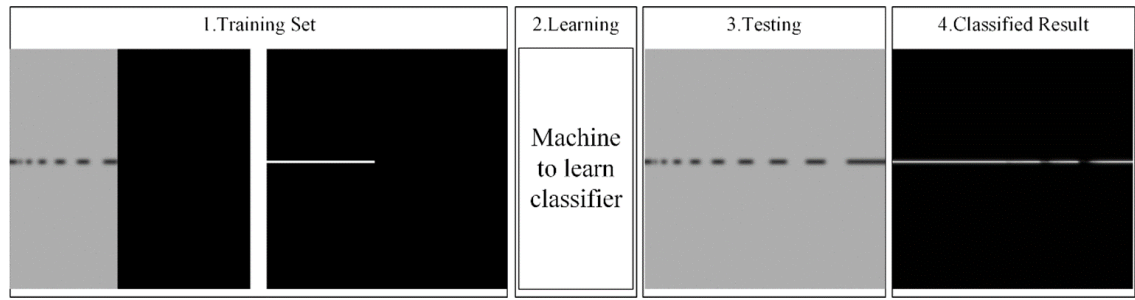 1.Training Set
2.Learning
3.Testing
4.Classified Result
Machine
to learn
classifier